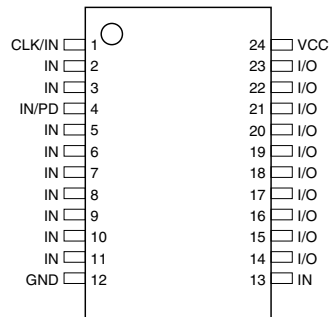 CLK/IN 1 24 VCC
IN 2 23 I/O
IN 3 22 I/O
IN/PD 4 21 I/O
IN 5 20 I/O
IN 6 19 I/O
IN 7 18 I/O
IN 8 17 I/O
IN 9 16 I/O
IN 10 15 I/O
IN 11 14 I/O
GND 12 13 IN